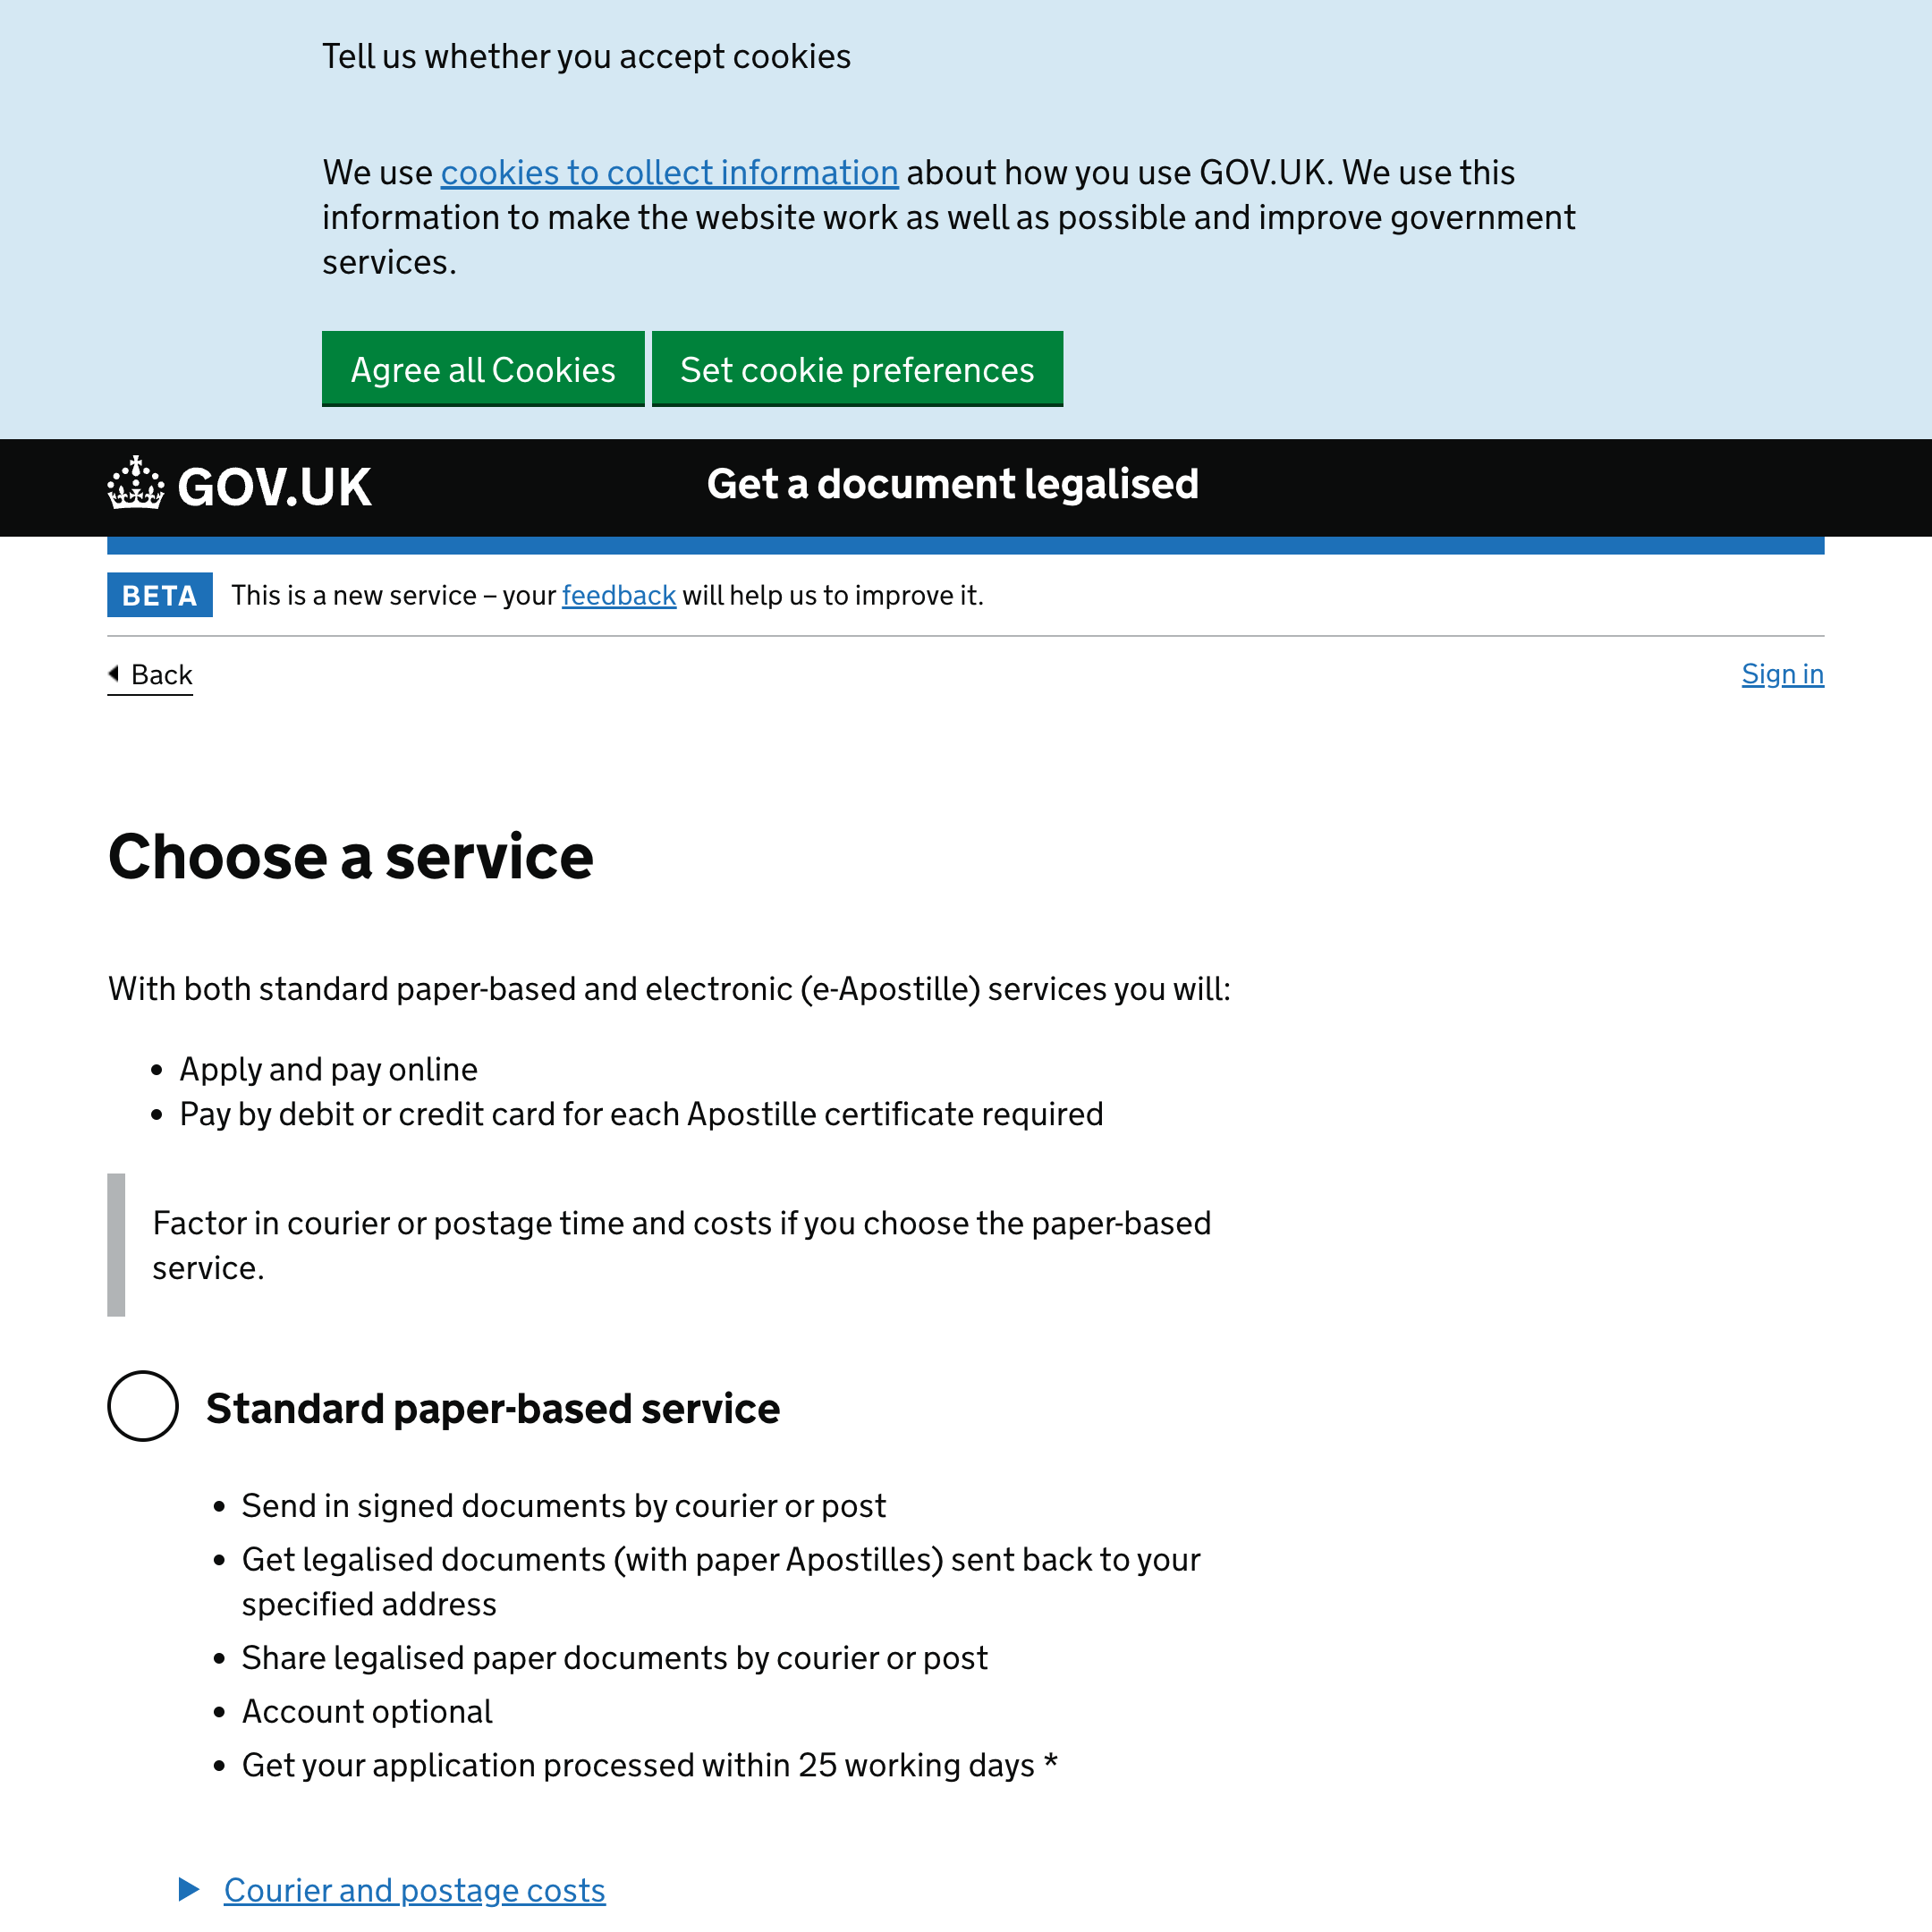 Tell us whether you accept cookies
We use cookies to collect information about how you use GOV.UK. We use this
information to make the website work as well as possible and improve government
services.
Agree all Cookies
Set cookie preferences
GOV.UK
Get a document legalised
BETA
This is a new service – your feedback will help us to improve it.
Back
Sign in
Choose a service
With both standard paper-based and electronic (e-Apostille) services you will:
• Apply and pay online
• Pay by debit or credit card for each Apostille certificate required
Factor in courier or postage time and costs if you choose the paper-based
service.
Standard paper-based service
• Send in signed documents by courier or post
• Get legalised documents (with paper Apostilles) sent back to your
specified address
• Share legalised paper documents by courier or post
• Account optional
• Get your application processed within 25 working days *
Courier and postage costs